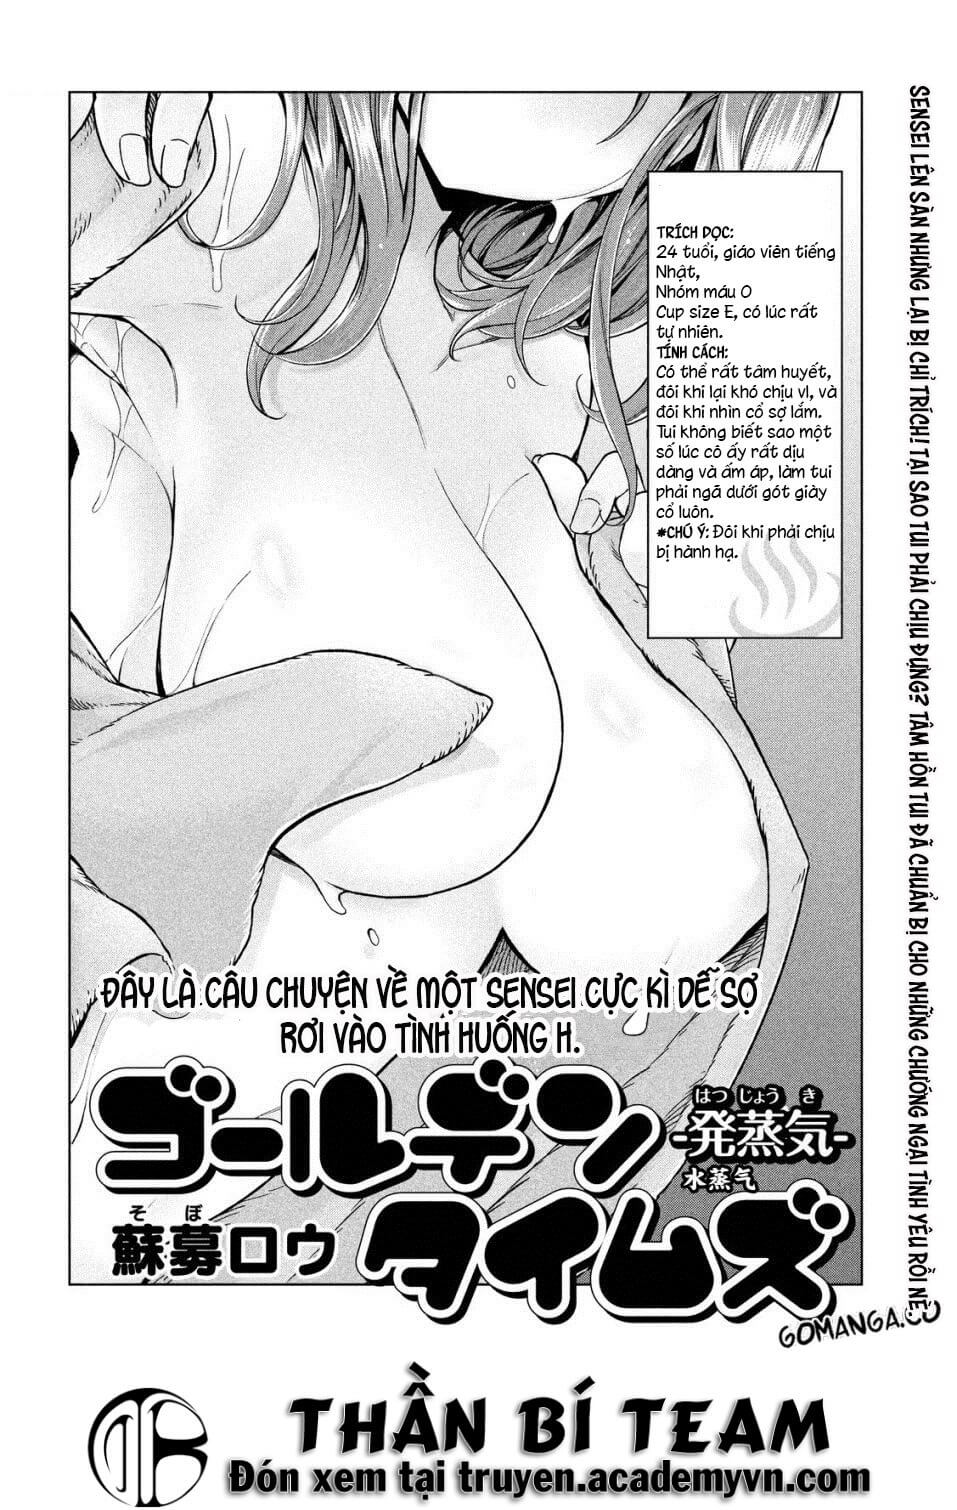 SENSEI LÊN SÀN NHƯNG LẠI BỊ CHỈ TRÍCH! TẠI SAO TUI PHẢI CHỊU ĐỰNG? TÂM HỒN TUI ĐÃ CHUẨN BỊ CHO NHỮNG CHƯỚNG NGẠI TÌNH YÊU RỒI NÈ.
TRÍCH DỌC:
24 tuổi, giáo viên tiếng
Nhật,
Nhóm máu O
Cup size E, có lúc rất
tự nhiên.
TÍNH CÁCH:
Có thể rất tâm huyết,
đôi khi lại khó chịu vl, và
đôi khi nhìn cổ sợ lắm.
Tui không biết sao một
số lúc cô ấy rất dịu
dàng và ấm áp, làm tui
phải ngã dưới gót giày
cổ luôn.
*CHÚ Ý: Đôi khi phải chịu
bị hành hạ.
ĐÂY LÀ CÂU CHUYỆN VỀ MỘT SENSEI CỰC KÌ DỄ SỢ
RƠI VÀO TÌNH HUỐNG H.
ゴールデン
はつじょうき
-発蒸気-
水蒸气
タイムズ
そぼ
蘇募ロウ
GOMANGA.CO
THẦN BÍ TEAM
Đón xem tại truyen.academyvn.com